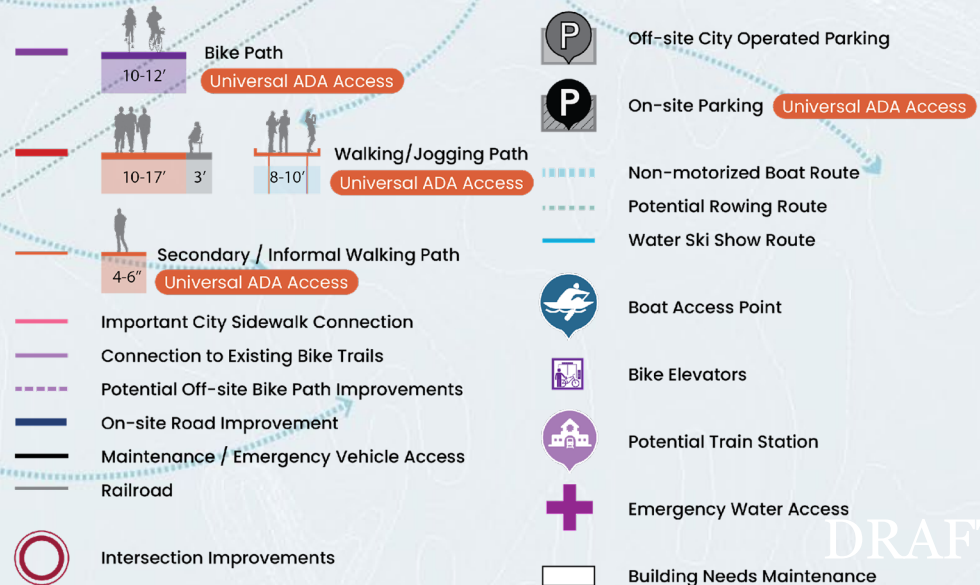 Bike Path
10-12'
Universal ADA Access
Walking/Jogging Path
10-17'
3'
8-10'
Universal ADA Access
Secondary / Informal Walking Path
4-6"
Universal ADA Access
Important City Sidewalk Connection
Connection to Existing Bike Trails
Potential Off-site Bike Path Improvements
On-site Road Improvement
Maintenance / Emergency Vehicle Access
Railroad
Intersection Improvements
P
Off-site City Operated Parking
P
On-site Parking
Universal ADA Access
Non-motorized Boat Route
Potential Rowing Route
Water Ski Show Route
Boat Access Point
Bike Elevators
Potential Train Station
Emergency Water Access
DRAF
Building Needs Maintenance